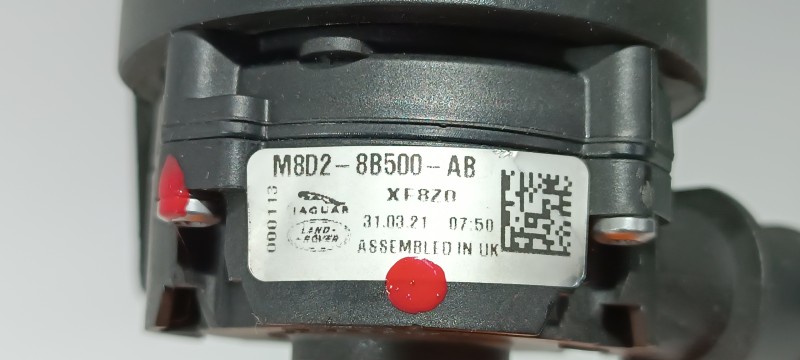 M8D2-8B500-AB
XF8Z0
000113
JAGUAR
LAND-
ROVER
31.03.21 07:50
ASSEMBLED IN UK